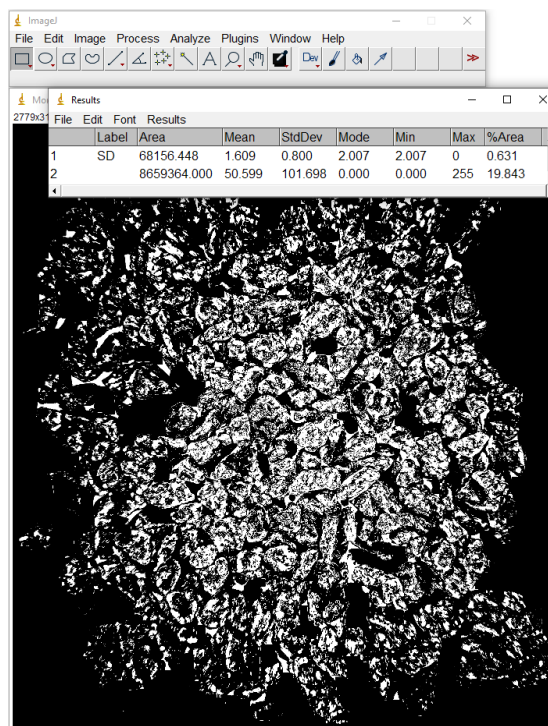 ImageJ
File Edit Image Process Analyze Plugins Window Help
Dev
Results
2779x31
File Edit Font Results
Label Area Mean StdDev Mode Min Max %Area
1 SD 68156.448 1.609 0.800 2.007 2.007 0 0.631
2 8659364.000 50.599 101.698 0.000 0.000 255 19.843